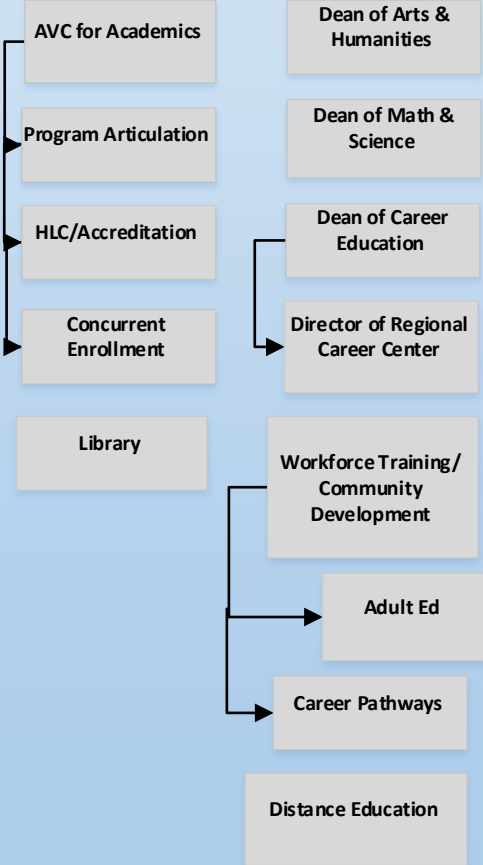 AVC for Academics
Program Articulation
HLC/Accreditation
Concurrent
Enrollment
Library
Dean of Arts &
Humanities
Dean of Math &
Science
Dean of Career
Education
Director of Regional
Career Center
Workforce Training/
Community
Development
Adult Ed
Career Pathways
Distance Education